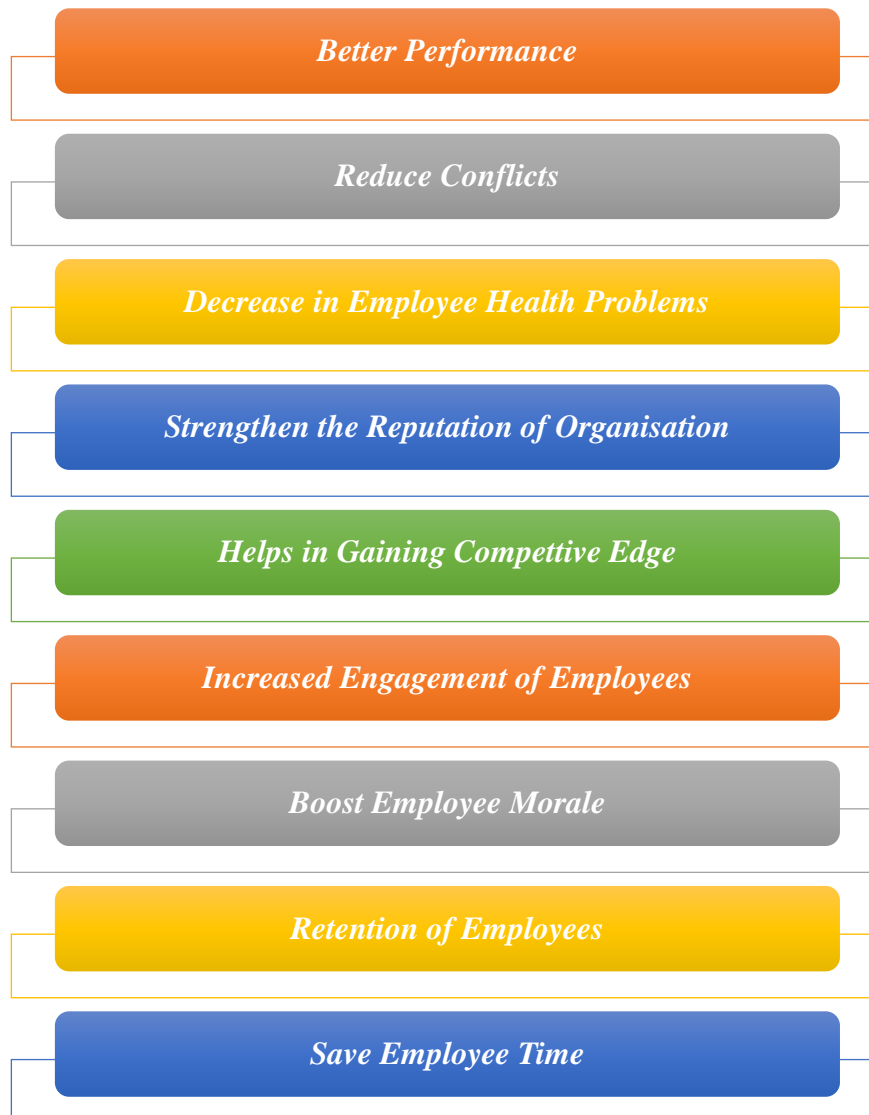 Better Performance
Reduce Conflicts
Decrease in Employee Health Problems
Strengthen the Reputation of Organisation
Helps in Gaining Compettive Edge
Increased Engagement of Employees
Boost Employee Morale
Retention of Employees
Save Employee Time